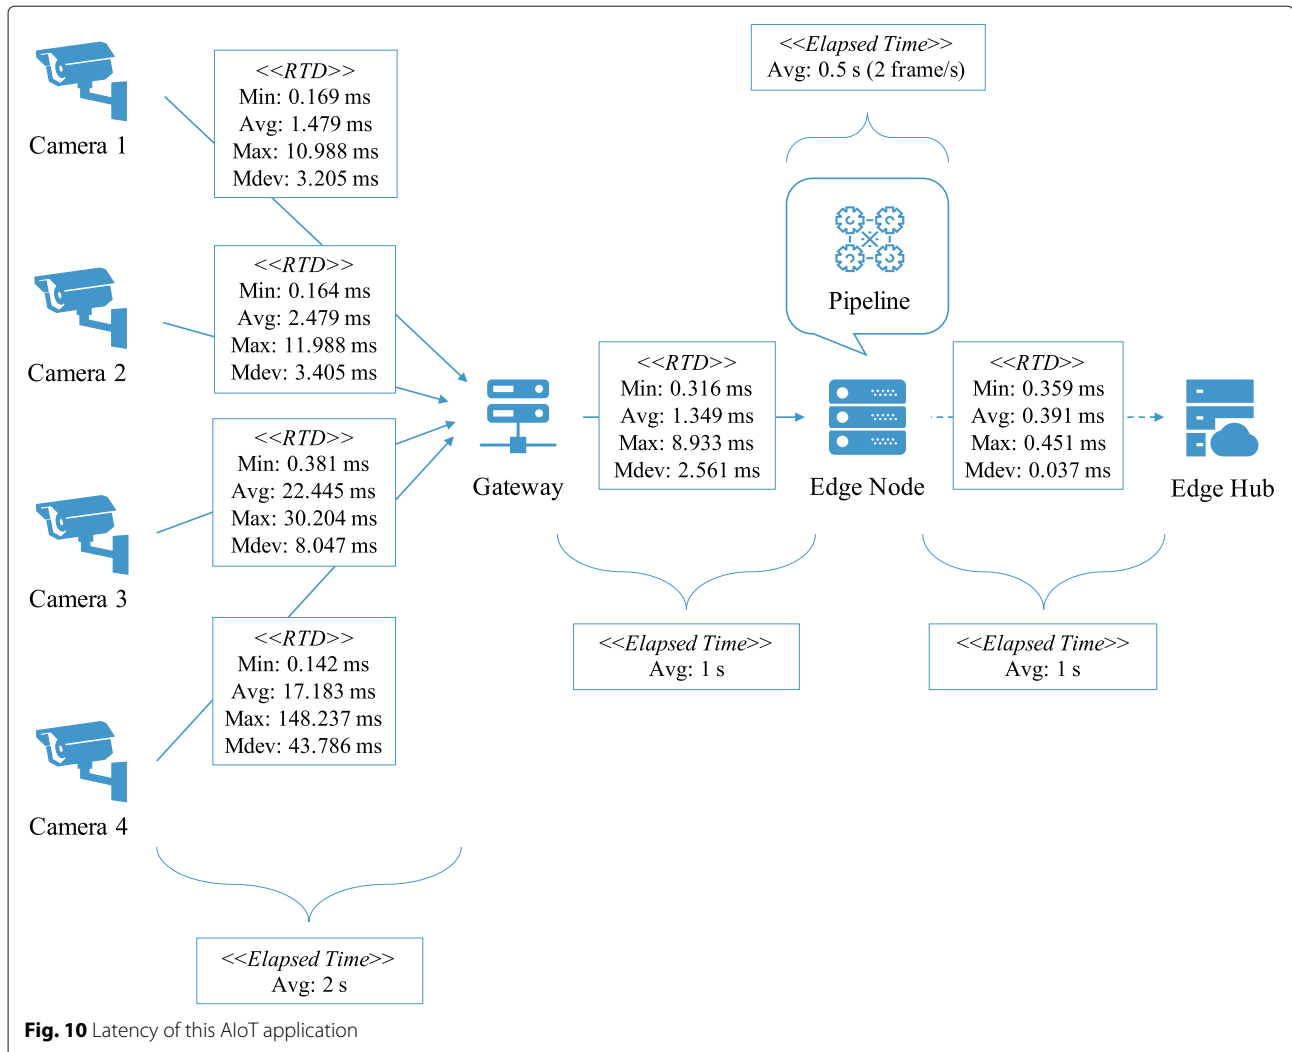 <<Elapsed Time>>
Avg: 0.5 s (2 frame/s)
Camera 1
<<RTD>>
Min: 0.169 ms
Avg: 1.479 ms
Max: 10.988 ms
Mdev: 3.205 ms
Camera 2
<<RTD>>
Min: 0.164 ms
Avg: 2.479 ms
Max: 11.988 ms
Mdev: 3.405 ms
Camera 3
<<RTD>>
Min: 0.381 ms
Avg: 22.445 ms
Max: 30.204 ms
Mdev: 8.047 ms
Camera 4
<<RTD>>
Min: 0.142 ms
Avg: 17.183 ms
Max: 148.237 ms
Mdev: 43.786 ms
<<Elapsed Time>>
Avg: 2 s
Gateway
<<RTD>>
Min: 0.316 ms
Avg: 1.349 ms
Max: 8.933 ms
Mdev: 2.561 ms
<<Elapsed Time>>
Avg: 1 s
Pipeline
Edge Node
<<RTD>>
Min: 0.359 ms
Avg: 0.391 ms
Max: 0.451 ms
Mdev: 0.037 ms
<<Elapsed Time>>
Avg: 1 s
Edge Hub
Fig. 10 Latency of this AIoT application